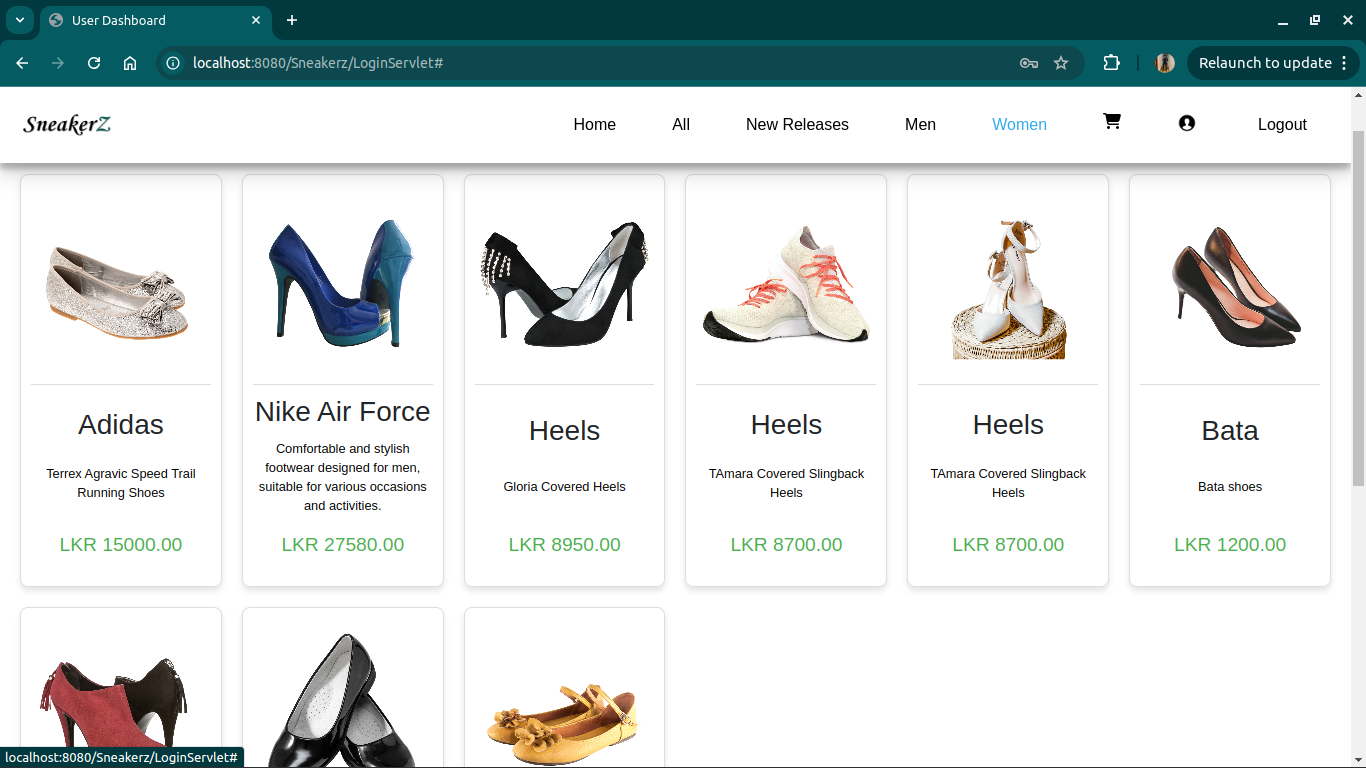 User Dashboard
localhost:8080/Sneakerz/LoginServlet#
Relaunch to update
SneakerZ
Home
All
New Releases
Men
Women
Logout
Adidas
Terrex Agravic Speed Trail
Running Shoes
LKR 15000.00
Nike Air Force
Comfortable and stylish
footwear designed for men,
suitable for various occasions
and activities.
LKR 27580.00
Heels
Gloria Covered Heels
LKR 8950.00
Heels
TAmara Covered Slingback
Heels
LKR 8700.00
Heels
TAmara Covered Slingback
Heels
LKR 8700.00
Bata
Bata shoes
LKR 1200.00
localhost:8080/Sneakerz/LoginServlet#